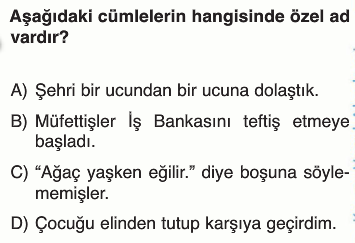 Aşağıdaki cümlelerin hangisinde özel ad
vardır?
A) Şehri bir ucundan bir ucuna dolaştık.
B) Müfettişler İş Bankasını teftiş etmeye
başladı.
C) “Ağaç yaşken eğilir.” diye boşuna söyle-
memişler.
D) Çocuğu elinden tutup karşıya geçirdim.